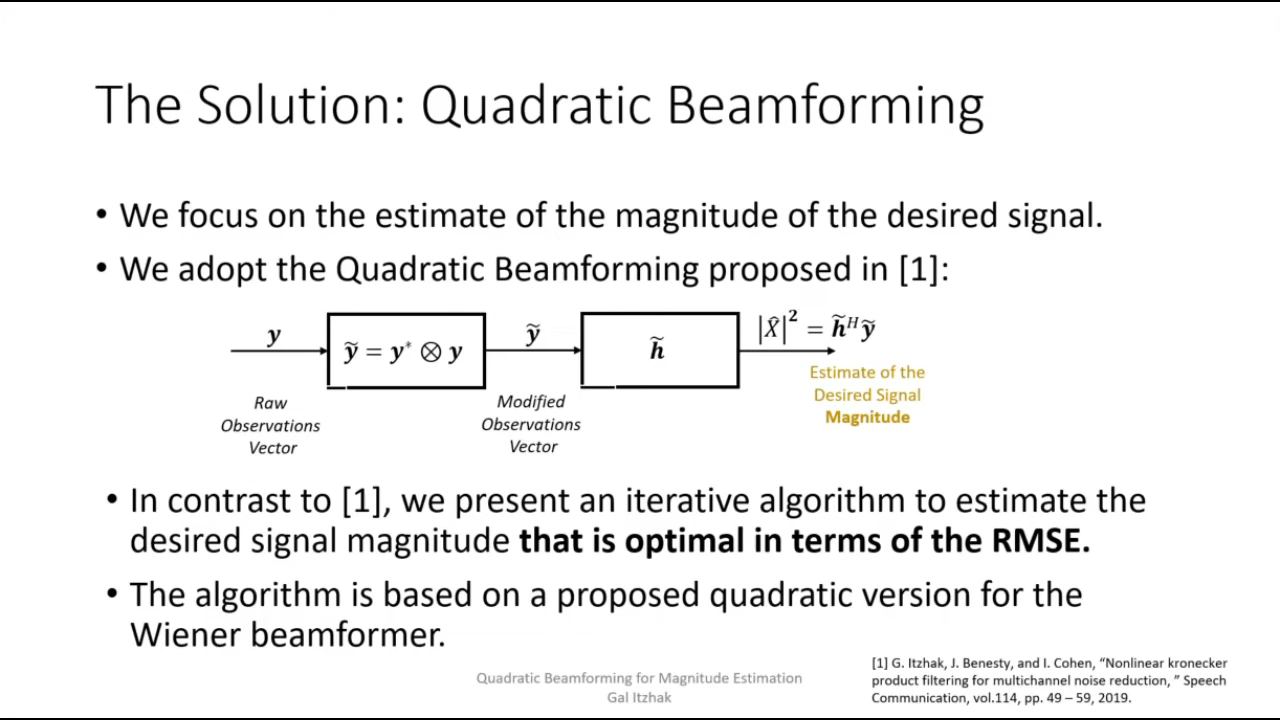 The Solution: Quadratic Beamforming
• We focus on the estimate of the magnitude of the desired signal.
• We adopt the Quadratic Beamforming proposed in [1]:
y
ỹ = y* ⊗ y
ỹ
h̃
|X̂|² = h̃ᴴỹ
Raw
Observations
Vector
Modified
Observations
Vector
Estimate of the
Desired Signal
Magnitude
• In contrast to [1], we present an iterative algorithm to estimate the
desired signal magnitude that is optimal in terms of the RMSE.
• The algorithm is based on a proposed quadratic version for the
Wiener beamformer.
Quadratic Beamforming for Magnitude Estimation
Gal Itzhak
[1] G. Itzhak, J. Benesty, and I. Cohen, “Nonlinear kronecker
product filtering for multichannel noise reduction, ” Speech
Communication, vol.114, pp. 49 – 59, 2019.